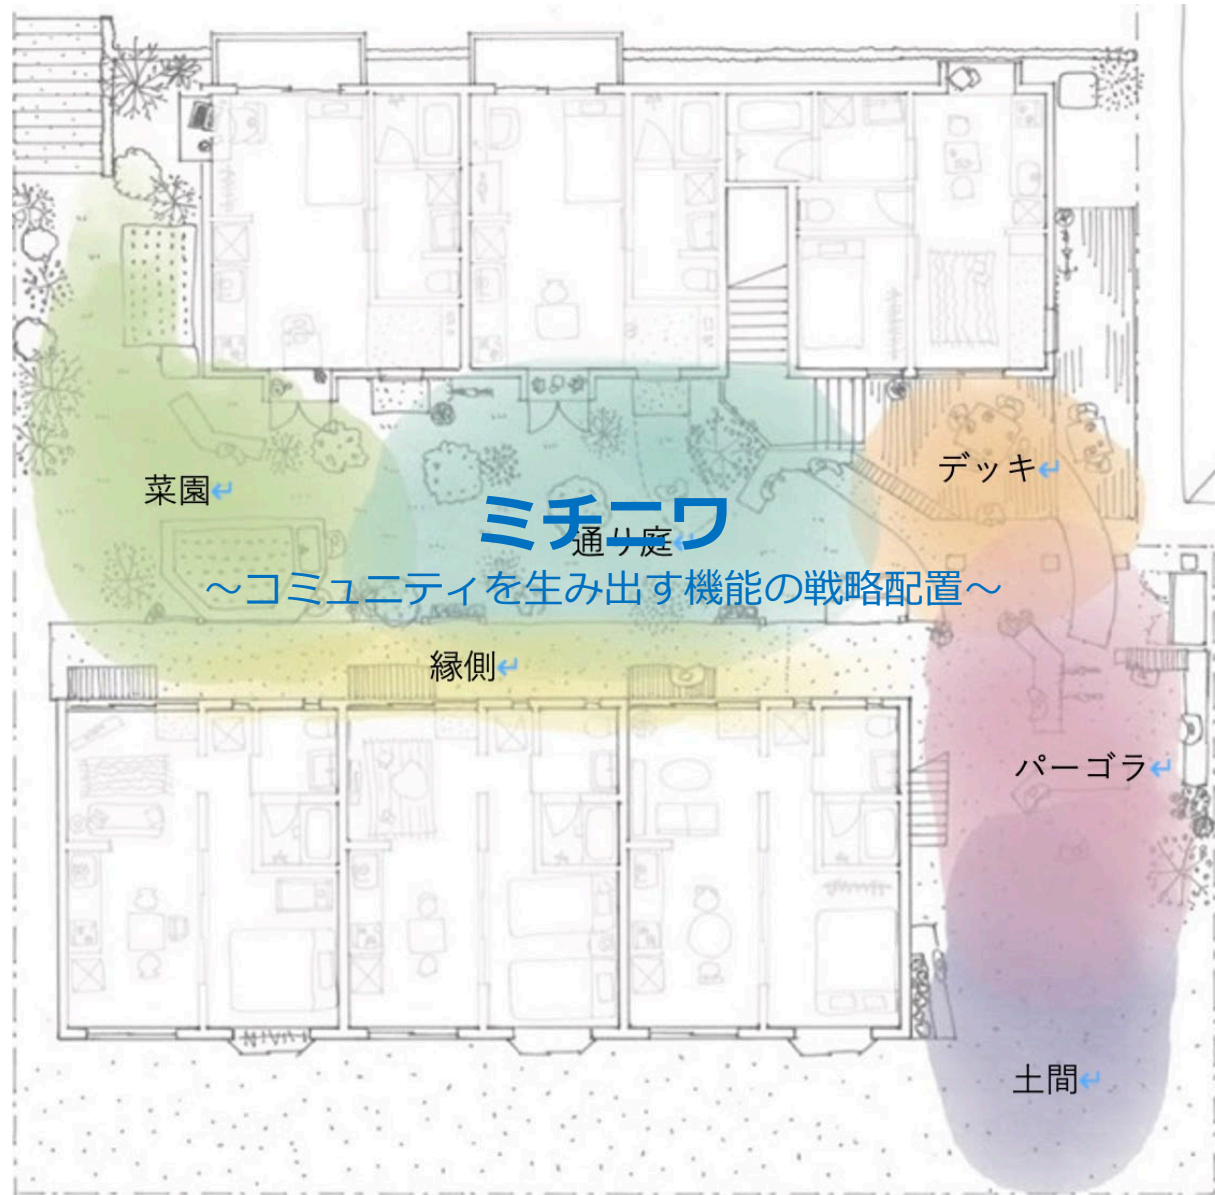 デッキ
菜園
ミチニワ
通り庭
～コミュニティを生み出す機能の戦略配置～
縁側
パーゴラ
土間